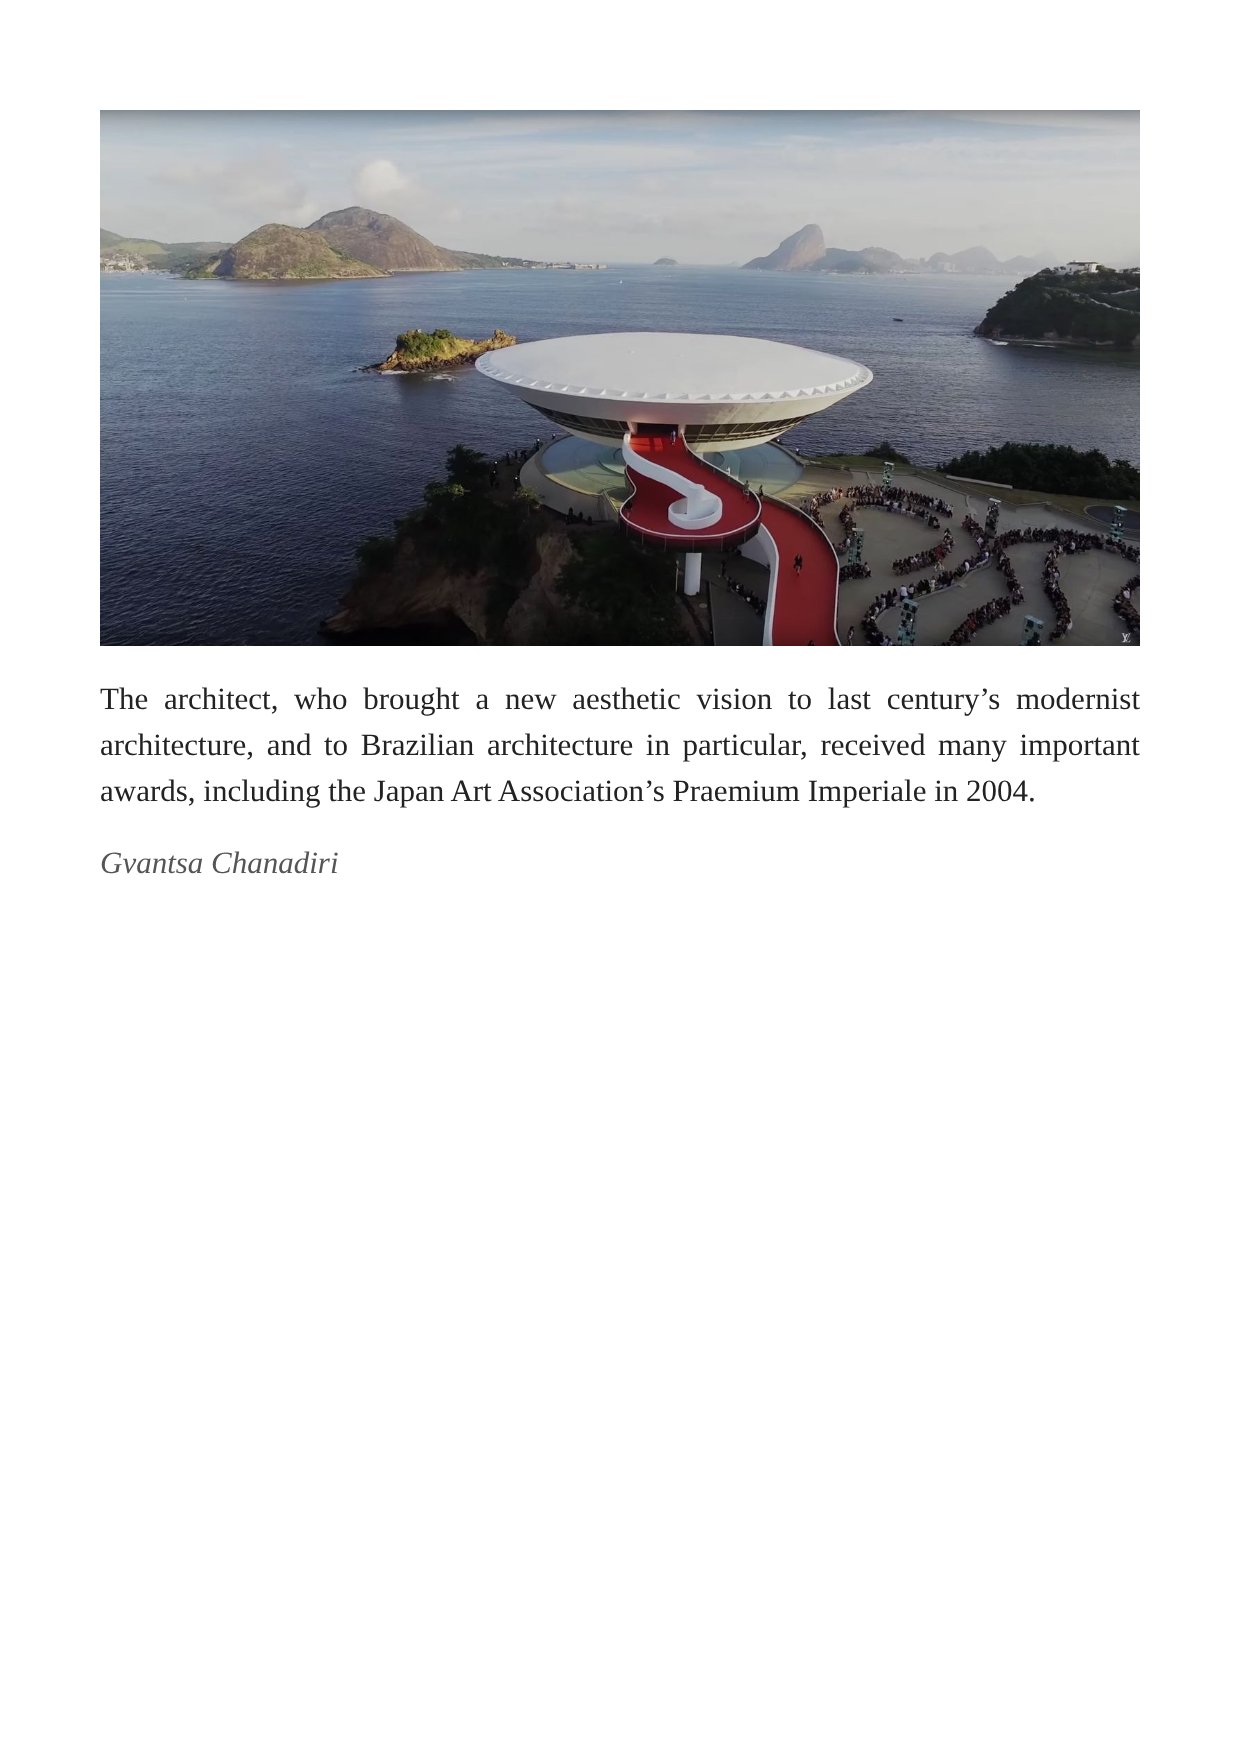 The architect, who brought a new aesthetic vision to last century’s modernist
architecture, and to Brazilian architecture in particular, received many important
awards, including the Japan Art Association’s Praemium Imperiale in 2004.
Gvantsa Chanadiri